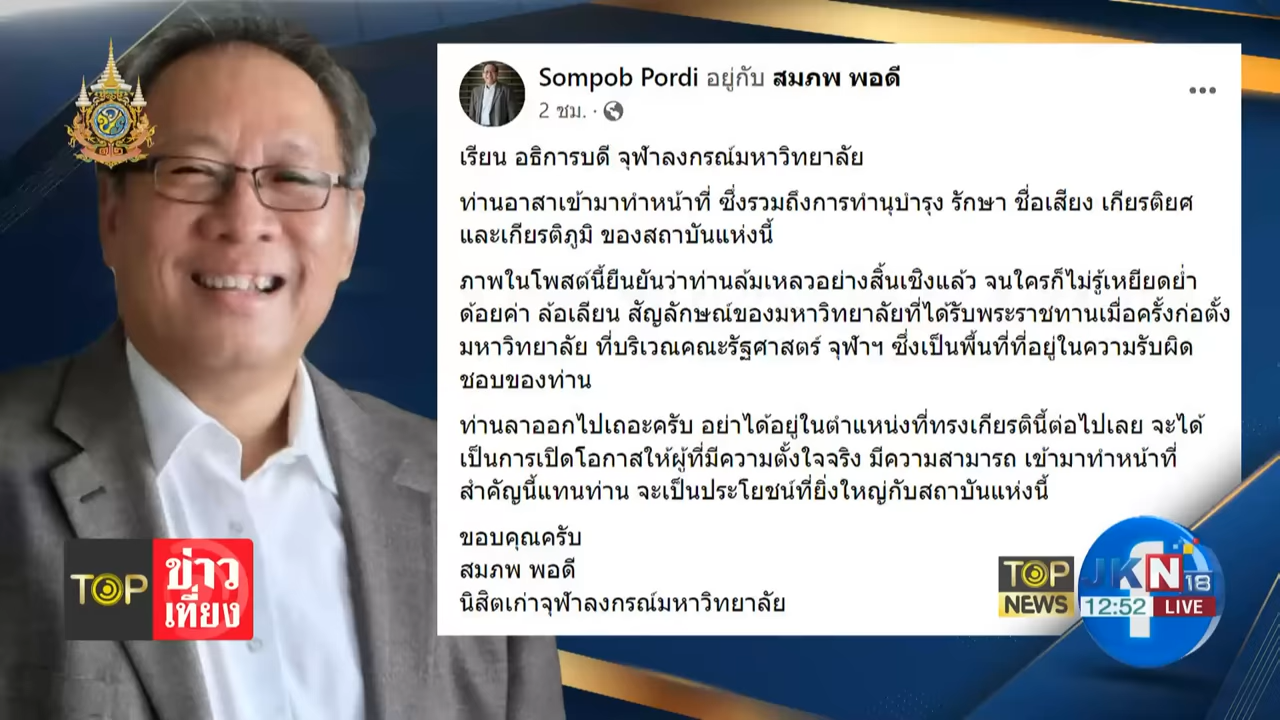 Sompob Pordi อยู่กับ สมภพ พอดี
2 ชม. ·
เรียน อธิการบดี จุฬาลงกรณ์มหาวิทยาลัย
ท่านอาสาเข้ามาทำหน้าที่ ซึ่งรวมถึงการทำนุบำรุง รักษา ชื่อเสียง เกียรติยศ
และเกียรติภูมิ ของสถาบันแห่งนี้
ภาพในโพสต์นี้ยืนยันว่าท่านล้มเหลวอย่างสิ้นเชิงแล้ว จนใครก็ไม่รู้เหยียดย่ำ
ด้อยค่า ล้อเลียน สัญลักษณ์ของมหาวิทยาลัยที่ได้รับพระราชทานเมื่อครั้งก่อตั้ง
มหาวิทยาลัย ที่บริเวณคณะรัฐศาสตร์ จุฬาฯ ซึ่งเป็นพื้นที่ที่อยู่ในความรับผิด
ชอบของท่าน
ท่านลาออกไปเถอะครับ อย่าได้อยู่ในตำแหน่งที่ทรงเกียรตินี้ต่อไปเลย จะได้
เป็นการเปิดโอกาสให้ผู้ที่มีความตั้งใจจริง มีความสามารถ เข้ามาทำหน้าที่
สำคัญนี้แทนท่าน จะเป็นประโยชน์ที่ยิ่งใหญ่กับสถาบันแห่งนี้
ขอบคุณครับ
สมภพ พอดี
นิสิตเก่าจุฬาลงกรณ์มหาวิทยาลัย
TOP ข่าว
เที่ยง
TOP
NEWS
JKN 18
12:52 LIVE